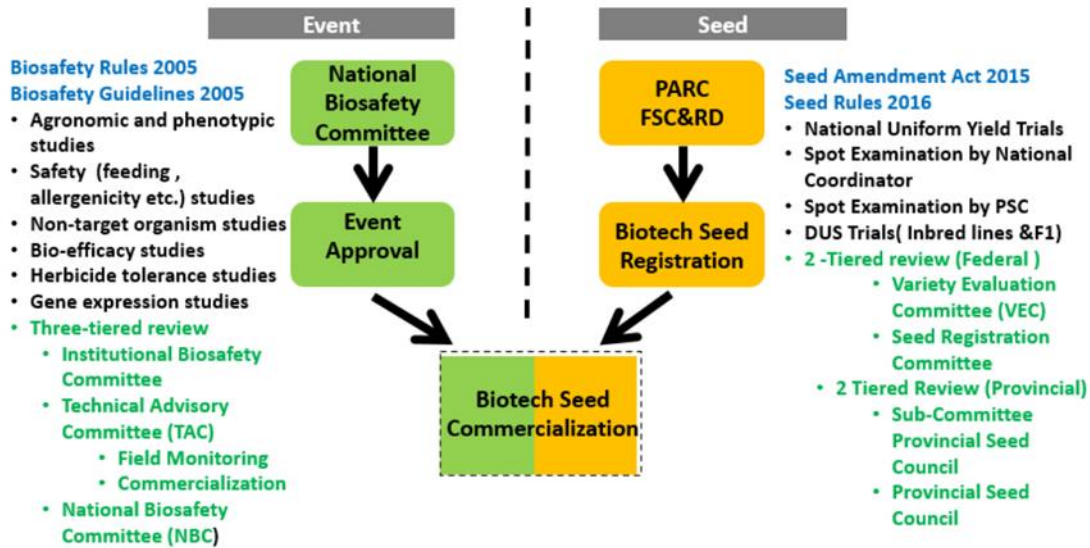 Event
Seed
Biosafety Rules 2005
Biosafety Guidelines 2005
• Agronomic and phenotypic
studies
• Safety (feeding ,
allergenicity etc.) studies
• Non-target organism studies
• Bio-efficacy studies
• Herbicide tolerance studies
• Gene expression studies
• Three-tiered review
• Institutional Biosafety
Committee
• Technical Advisory
Committee (TAC)
• Field Monitoring
• Commercialization
• National Biosafety
Committee (NBC)
National
Biosafety
Committee
Event
Approval
PARC
FSC&RD
Biotech Seed
Registration
Biotech Seed
Commercialization
Seed Amendment Act 2015
Seed Rules 2016
• National Uniform Yield Trials
• Spot Examination by National
Coordinator
• Spot Examination by PSC
• DUS Trials( Inbred lines &F1)
• 2 -Tiered review (Federal )
• Variety Evaluation
Committee (VEC)
• Seed Registration
Committee
• 2 Tiered Review (Provincial)
• Sub-Committee
Provincial Seed
Council
• Provincial Seed
Council